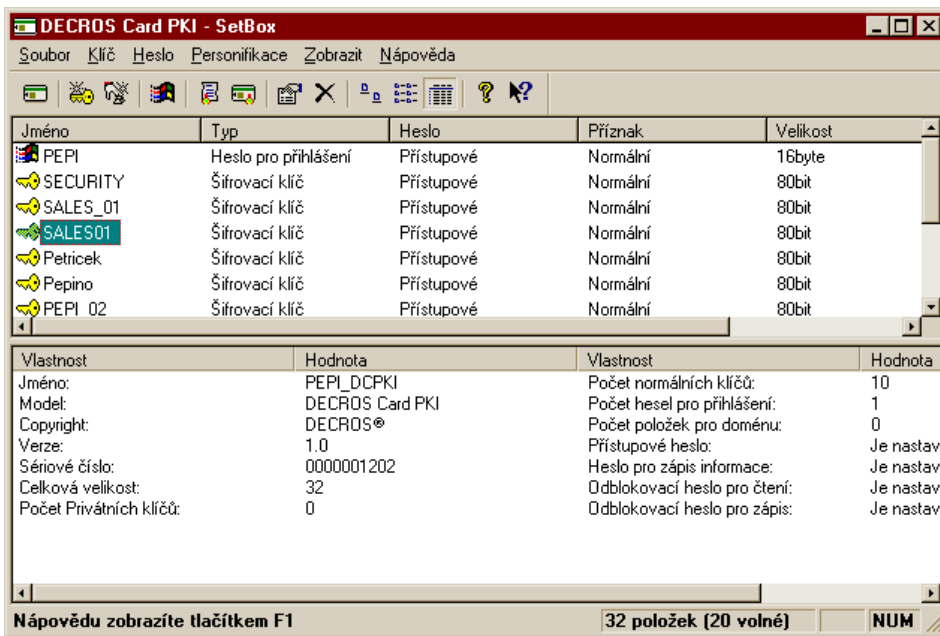 DECROS Card PKI - SetBox
Soubor Klíč Heslo Personifikace Zobrazit Nápověda
Jméno Typ Heslo Příznak Velikost
PEPI Heslo pro přihlášení Přístupové Normální 16byte
SECURITY Šifrovací klíč Přístupové Normální 80bit
SALES_01 Šifrovací klíč Přístupové Normální 80bit
SALES01 Šifrovací klíč Přístupové Normální 80bit
Petricek Šifrovací klíč Přístupové Normální 80bit
Pepino Šifrovací klíč Přístupové Normální 80bit
PEPI_02 Šifrovací klíč Přístupové Normální 80bit
Vlastnost Hodnota Vlastnost Hodnota
Jméno: PEPI_DCPKI Počet normálních klíčů: 10
Model: DECROS Card PKI Počet hesel pro přihlášení: 1
Copyright: DECROS® Počet položek pro doménu: 0
Verze: 1.0 Přístupové heslo: Je nastav
Sériové číslo: 0000001202 Heslo pro zápis informace: Je nastav
Celková velikost: 32 Odblokovací heslo pro čtení: Je nastav
Počet Privátních klíčů: 0 Odblokovací heslo pro zápis: Je nastav
Nápovědu zobrazíte tlačítkem F1 32 položek (20 volné) NUM